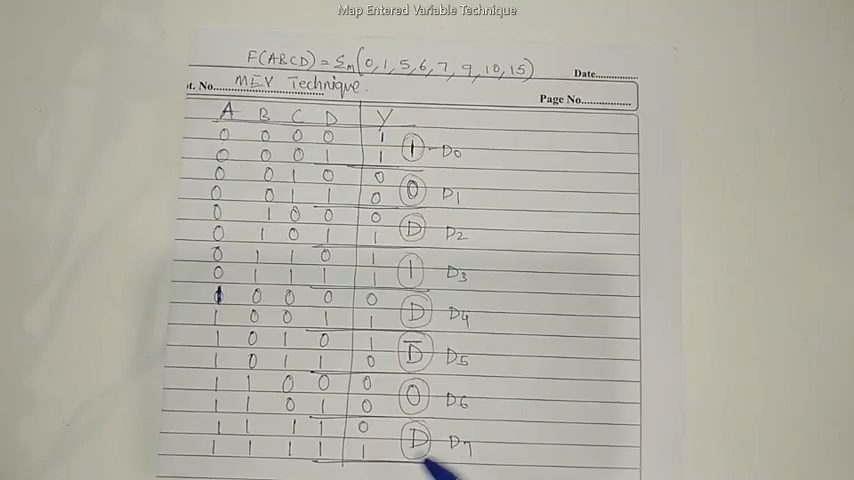 Map Entered Variable Technique
F(ABCD) = Σm(0,1,5,6,7,9,10,15)
Date................
t. No. MEV Technique.
Page No................
A B C D Y
0 0 0 0 1
0 0 0 1 1 1 D0
0 0 1 0 0
0 0 1 1 0 0 D1
0 1 0 0 0
0 1 0 1 1 D D2
0 1 1 0 1
0 1 1 1 1 1 D3
1 0 0 0 0
1 0 0 1 1 D D4
1 0 1 0 1
1 0 1 1 0 D̅ D5
1 1 0 0 0
1 1 0 1 0 0 D6
1 1 1 1 0
1 1 1 1 1 D D7